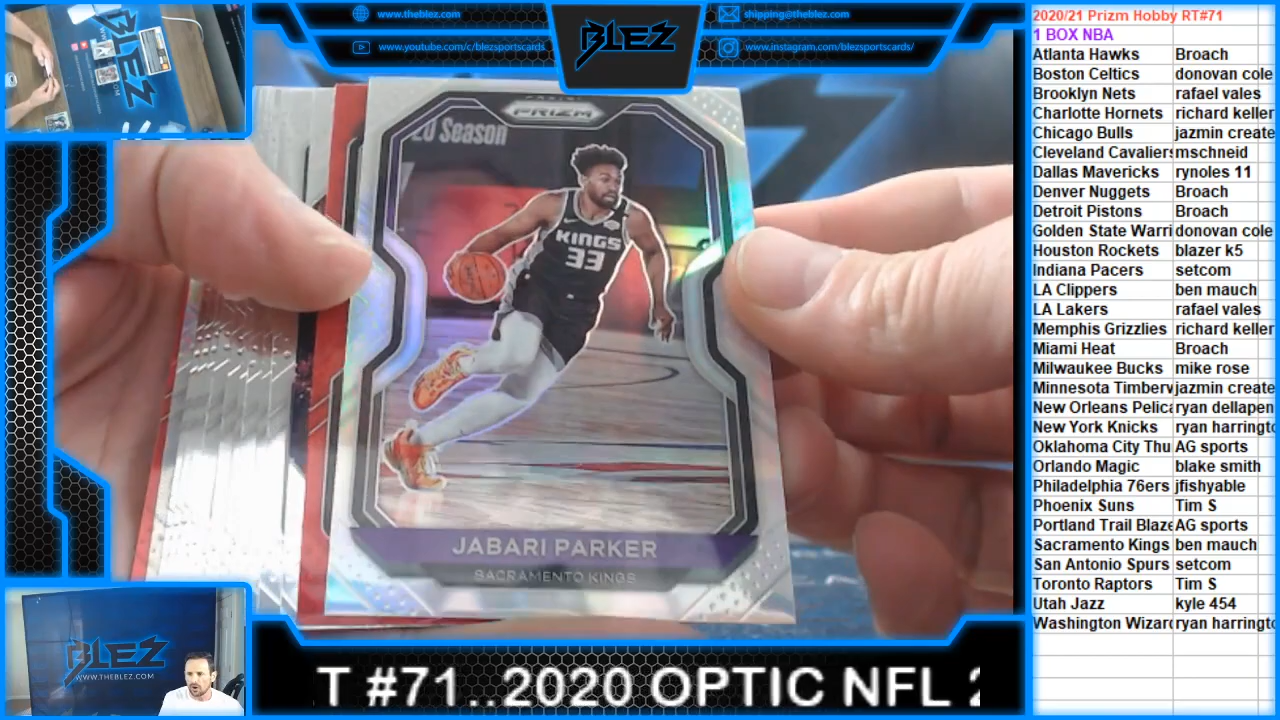 www.theblez.com
BLEZ
shipping@theblez.com
www.youtube.com/c/blezsportscards
www.instagram.com/blezsportscards/
BLEZ
PRIZM
Season
KINGS
33
JABARI PARKER
SACRAMENTO KINGS
BLEZ
WWW.THEBLEZ.COM
T #71..2020 OPTIC NFL
2020/21 Prizm Hobby RT#71
1 BOX NBA
Atlanta Hawks Broach
Boston Celtics donovan cole
Brooklyn Nets rafael vales
Charlotte Hornets richard keller
Chicago Bulls jazmin create
Cleveland Cavaliers mschneid
Dallas Mavericks rynoles 11
Denver Nuggets Broach
Detroit Pistons Broach
Golden State Warri donovan cole
Houston Rockets blazer k5
Indiana Pacers setcom
LA Clippers ben mauch
LA Lakers rafael vales
Memphis Grizzlies richard keller
Miami Heat Broach
Milwaukee Bucks mike rose
Minnesota Timberv jazmin create
New Orleans Pelica ryan dellapen
New York Knicks ryan harringto
Oklahoma City Thu AG sports
Orlando Magic blake smith
Philadelphia 76ers jfishyable
Phoenix Suns Tim S
Portland Trail Blaze AG sports
Sacramento Kings ben mauch
San Antonio Spurs setcom
Toronto Raptors Tim S
Utah Jazz kyle 454
Washington Wizard ryan harringto